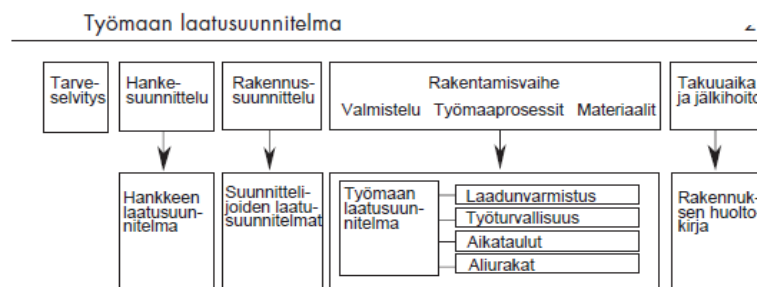 Työmaan laatusuunnitelma
Tarve-
selvitys
Hanke-
suunnittelu
Rakennus-
suunnittelu
Rakentamisvaihe
Valmistelu Työmaaprosessit Materiaalit
Takuuaika
ja jälkihoito
Hankkeen
laatusuun-
nitelma
Suunnitteli-
joiden laatu-
suunnitelmat
Työmaan
laatusuun-
nitelma
Laadunvarmistus
Työturvallisuus
Aikataulut
Aliurakat
Rakennuk-
sen huolto-
kirja